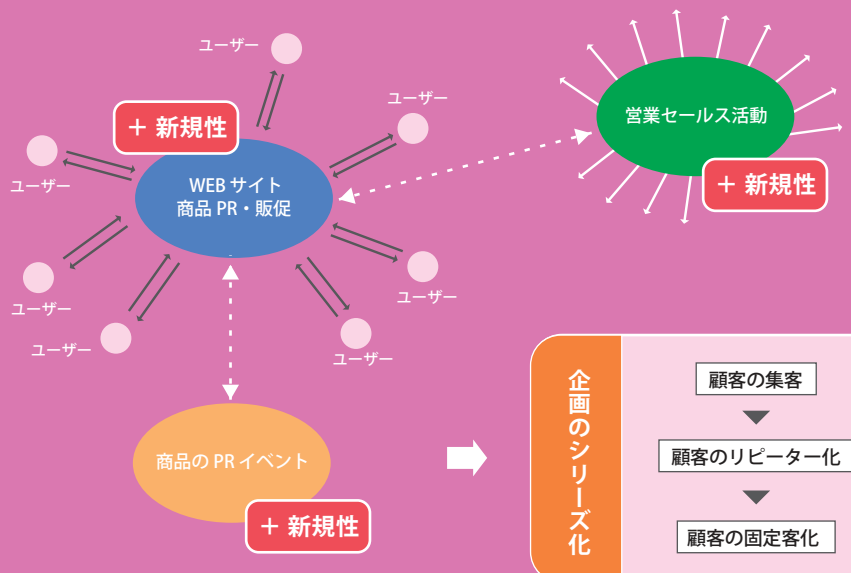 ユーザー
＋ 新規性
ユーザー
ユーザー
WEB サイト
商品 PR・販促
営業セールス活動
＋ 新規性
ユーザー
ユーザー
ユーザー
ユーザー
商品の PR イベント
＋ 新規性
企画のシリーズ化
顧客の集客
顧客のリピーター化
顧客の固定客化